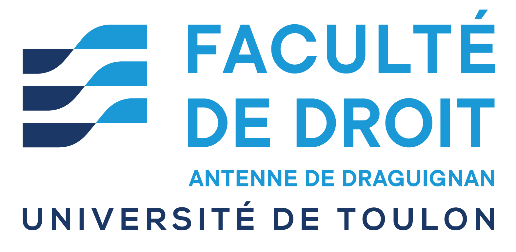 FACULTÉ
DE DROIT
ANTENNE DE DRAGUIGNAN
UNIVERSITÉ DE TOULON